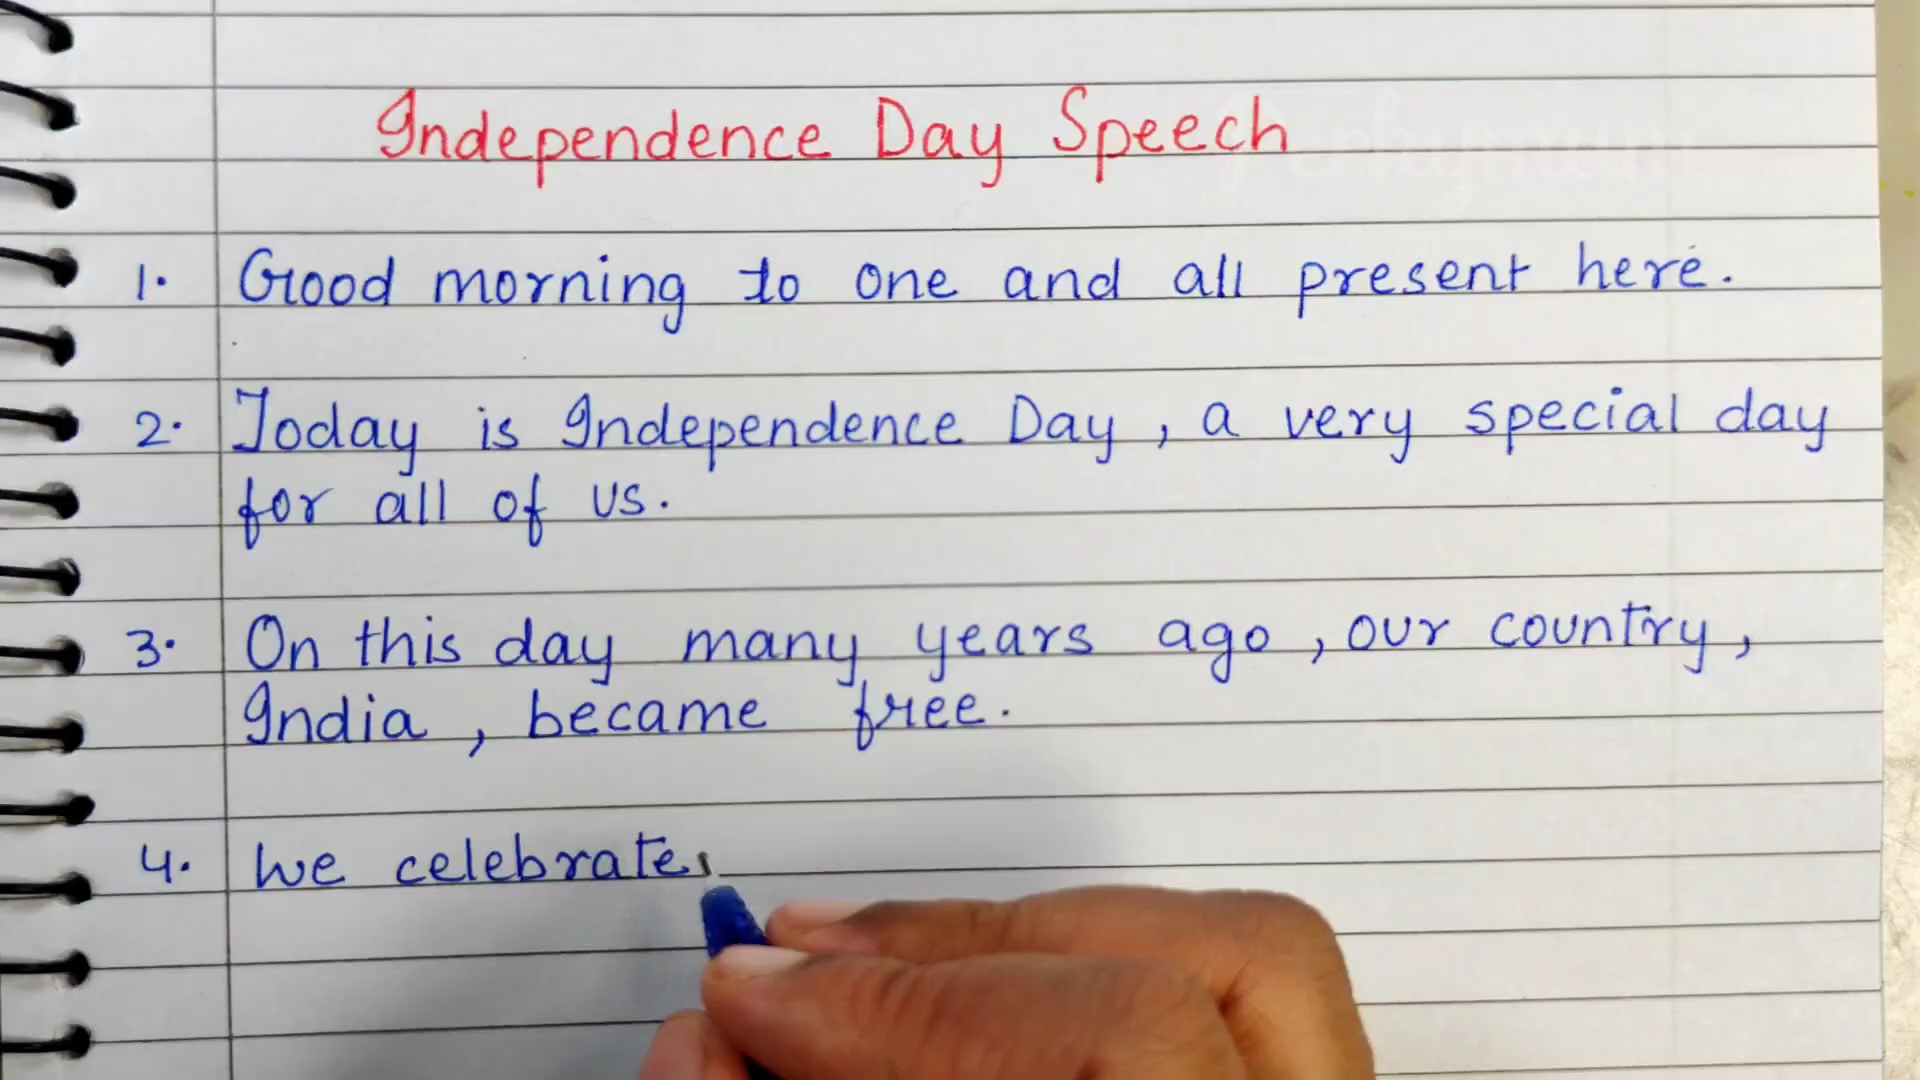 Independence Day Speech
1. Good morning to one and all present here.
2. Today is Independence Day, a very special day
for all of us.
3. On this day many years ago, our country,
India, became free.
4. We celebrate